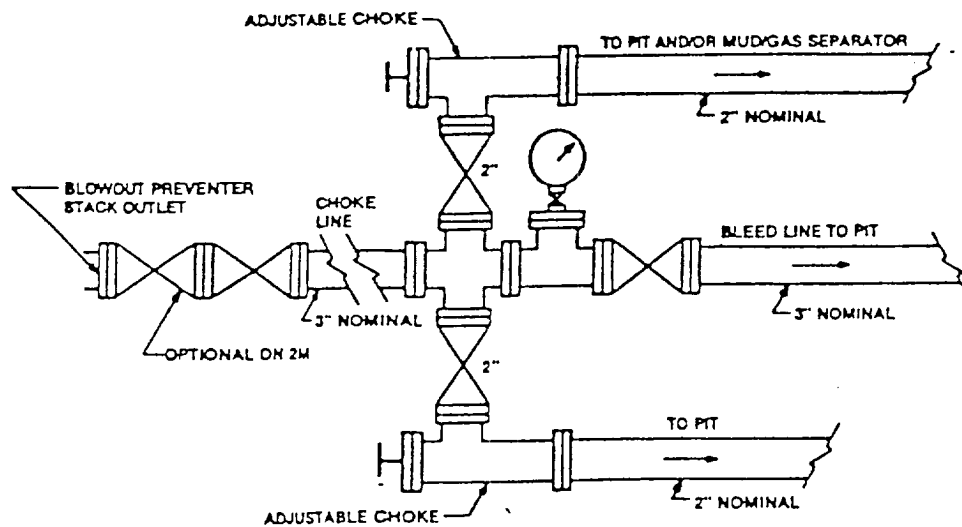 ADJUSTABLE CHOKE
TO PIT AND/OR MUD/GAS SEPARATOR
2" NOMINAL
2"
BLOWOUT PREVENTER
STACK OUTLET
CHOKE
LINE
BLEED LINE TO PIT
3" NOMINAL
3" NOMINAL
OPTIONAL ON 2M
2"
TO PIT
2" NOMINAL
ADJUSTABLE CHOKE